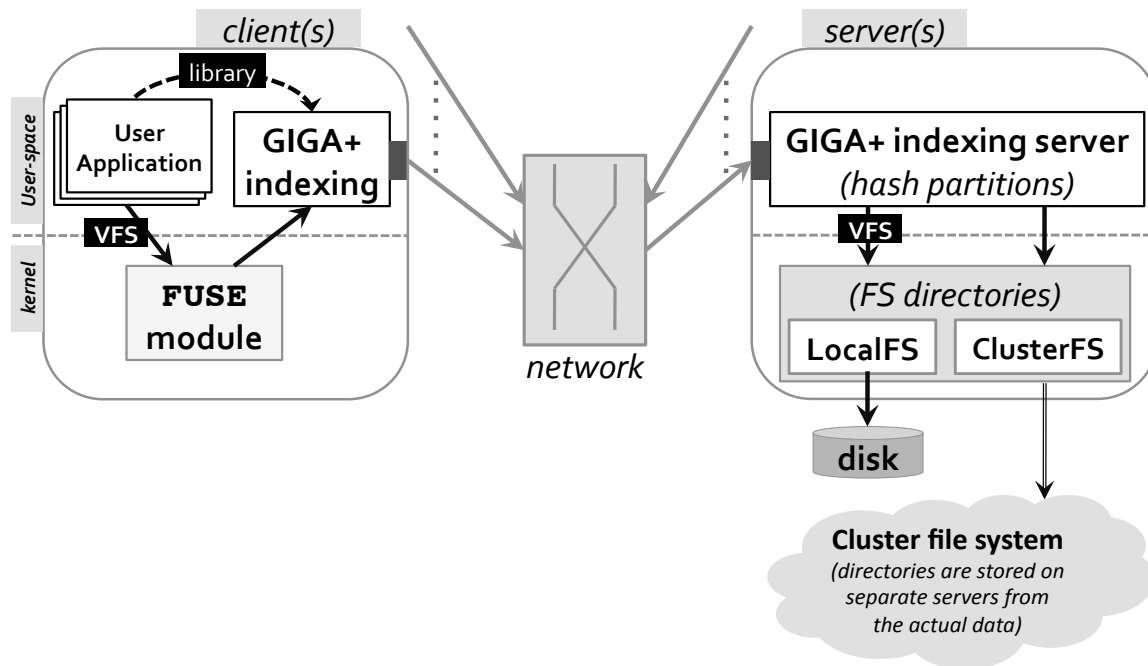 client(s)
server(s)
library
User-space
User
Application
GIGA+
indexing
GIGA+ indexing server
(hash partitions)
VFS
VFS
kernel
FUSE
module
network
(FS directories)
LocalFS
ClusterFS
disk
Cluster file system
(directories are stored on
separate servers from
the actual data)